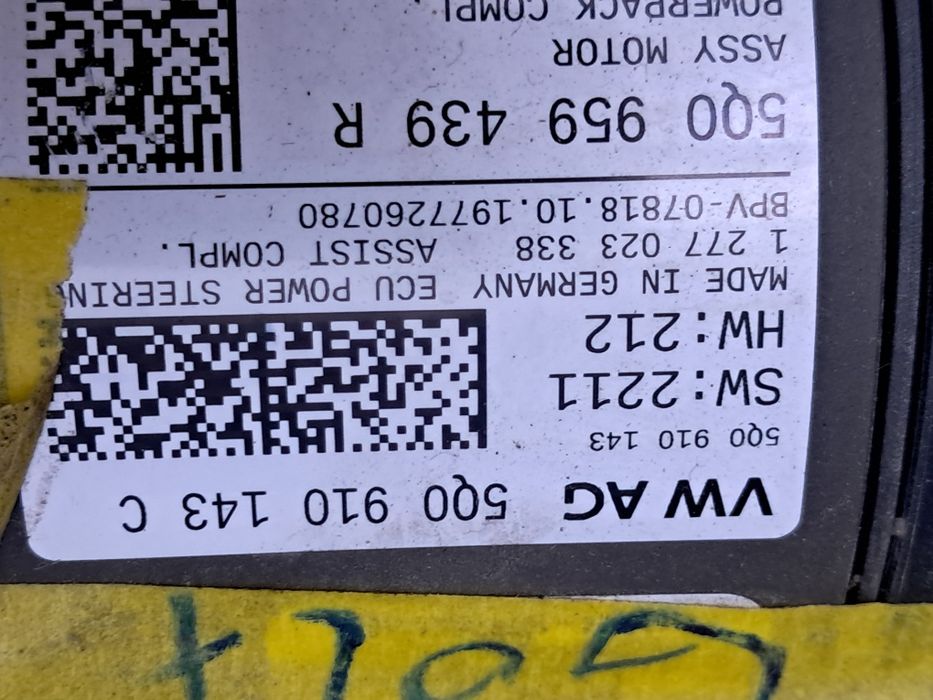 Golf
VW AG 5Q0 910 143 C
5Q0 910 143
SW:2211
HW:212
MADE IN GERMANY ECU POWER STEERIN
1 277 023 338 ASSIST COMPL.
BPV-07818.10.1977260780
5Q0 959 439 R
ASSY MOTOR
POWERPACK COMPL